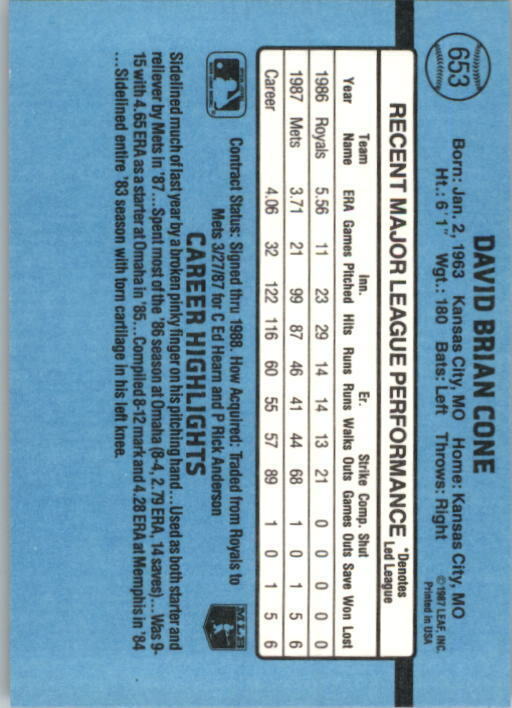 653
DAVID BRIAN CONE
Born: Jan. 2, 1963 Kansas City, MO Home: Kansas City, MO
Ht.: 6' 1" Wgt.: 180 Bats: Left Throws: Right
©1987 LEAF, INC.
Printed in USA
RECENT MAJOR LEAGUE PERFORMANCE *Denotes Led League
Year Team Name ERA Games Inn. Pitched Hits Runs Er. Runs Walks Strike Outs Comp. Games Shut Outs Save Won Lost
1986 Royals 5.56 11 23 29 14 14 13 21 0 0 0 0 0
1987 Mets 3.71 21 99 87 46 41 44 68 1 0 1 5 6
Career 4.06 32 122 116 60 55 57 89 1 0 1 5 6
Contract Status: Signed thru 1988. How Acquired: Traded from Royals to
Mets 3/27/87 for C Ed Hearn and P Rick Anderson
MLB
CAREER HIGHLIGHTS
Sidelined much of last year by a broken pinky finger on his pitching hand...Used as both starter and
reliever by Mets in '87...Spent most of the '86 season at Omaha (8-4, 2.79 ERA, 14 saves)...Was 9-
15 with 4.65 ERA as a starter at Omaha in '85...Compiled 8-12 mark and 4.28 ERA at Memphis in '84
...Sidelined entire '83 season with torn cartilage in his left knee.